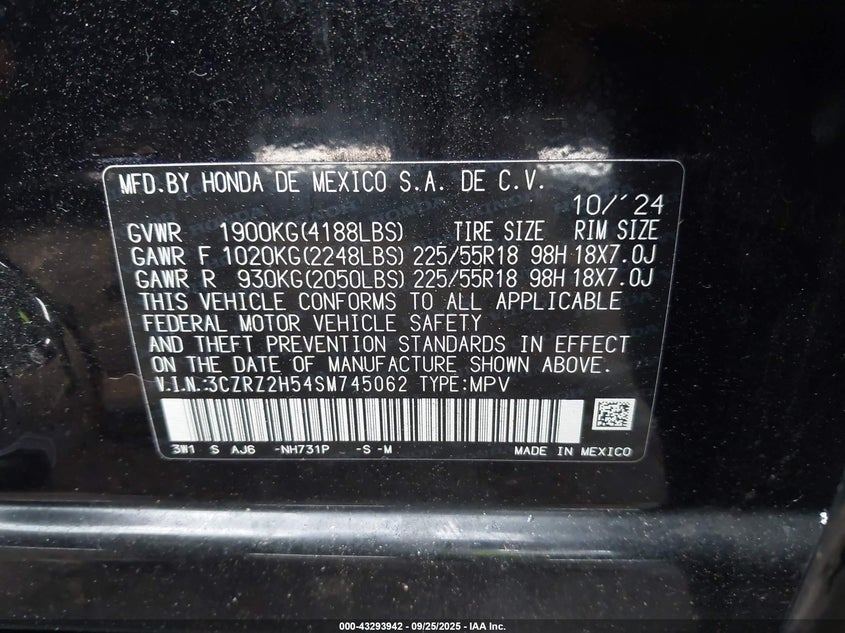 MFD.BY HONDA DE MEXICO S.A. DE C.V.
10/'24
GVWR 1900KG(4188LBS) TIRE SIZE RIM SIZE
GAWR F 1020KG(2248LBS) 225/55R18 98H 18X7.0J
GAWR R 930KG(2050LBS) 225/55R18 98H 18X7.0J
THIS VEHICLE CONFORMS TO ALL APPLICABLE
FEDERAL MOTOR VEHICLE SAFETY
AND THEFT PREVENTION STANDARDS IN EFFECT
ON THE DATE OF MANUFACTURE SHOWN ABOVE.
V.I.N.:3CZRZ2H54SM745062 TYPE:MPV
3W1 S AJ6 -NH731P -S -M MADE IN MEXICO
000-43293942 - 09/25/2025 - IAA Inc.